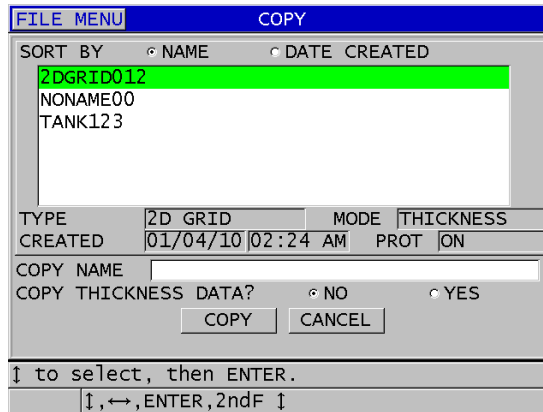 FILE MENU COPY
SORT BY NAME DATE CREATED
2DGRID012
NONAME00
TANK123
TYPE 2D GRID MODE THICKNESS
CREATED 01/04/10 02:24 AM PROT ON
COPY NAME
COPY THICKNESS DATA? NO YES
COPY CANCEL
↕ to select, then ENTER.
↕,↔,ENTER,2ndF ↕